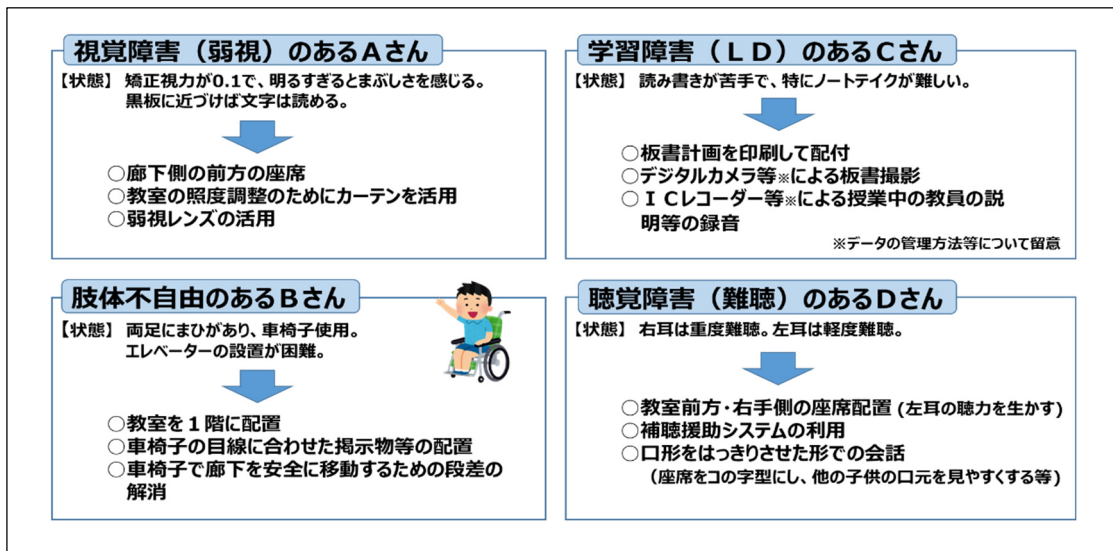 視覚障害（弱視）のあるＡさん
【状態】 矯正視力が0.1で、明るすぎるとまぶしさを感じる。
黒板に近づけば文字は読める。
○廊下側の前方の座席
○教室の照度調整のためにカーテンを活用
○弱視レンズの活用
学習障害（ＬＤ）のあるＣさん
【状態】 読み書きが苦手で、特にノートテイクが難しい。
○板書計画を印刷して配付
○デジタルカメラ等※による板書撮影
○ＩＣレコーダー等※による授業中の教員の説
明等の録音
※データの管理方法等について留意
肢体不自由のあるＢさん
【状態】 両足にまひがあり、車椅子使用。
エレベーターの設置が困難。
○教室を１階に配置
○車椅子の目線に合わせた掲示物等の配置
○車椅子で廊下を安全に移動するための段差の
解消
聴覚障害（難聴）のあるＤさん
【状態】 右耳は重度難聴。左耳は軽度難聴。
○教室前方・右手側の座席配置 (左耳の聴力を生かす)
○補聴援助システムの利用
○口形をはっきりさせた形での会話
（座席をコの字型にし、他の子供の口元を見やすくする等）